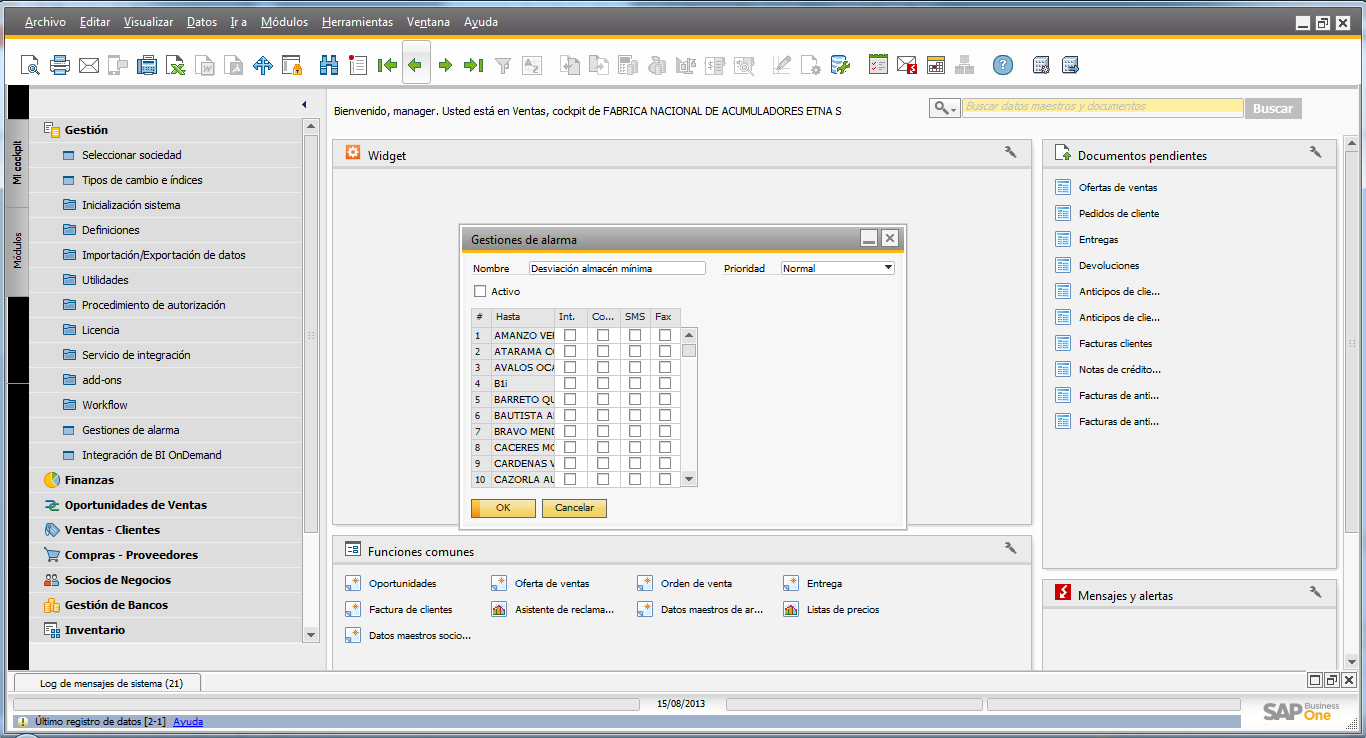 Archivo Editar Visualizar Datos Ir a Módulos Herramientas Ventana Ayuda
Bienvenido, manager. Usted está en Ventas, cockpit de FABRICA NACIONAL DE ACUMULADORES ETNA S
Buscar datos maestros y documentos
Buscar
Mi cockpit
Módulos
Gestión
Seleccionar sociedad
Tipos de cambio e índices
Inicialización sistema
Definiciones
Importación/Exportación de datos
Utilidades
Procedimiento de autorización
Licencia
Servicio de integración
add-ons
Workflow
Gestiones de alarma
Integración de BI OnDemand
Finanzas
Oportunidades de Ventas
Ventas - Clientes
Compras - Proveedores
Socios de Negocios
Gestión de Bancos
Inventario
Widget
Gestiones de alarma
Nombre Desviación almacén mínima Prioridad Normal
Activo
# Hasta Int. Co... SMS Fax
1 AMANZO VE
2 ATARAMA
3 AVALOS OCA
4 B1i
5 BARRETO QU
6 BAUTISTA A
7 BRAVO MEND
8 CACERES MO
9 CARDENAS V
10 CAZORLA AU
OK Cancelar
Funciones comunes
Oportunidades Oferta de ventas Orden de venta Entrega
Factura de clientes Asistente de reclama... Datos maestros de ar... Listas de precios
Datos maestros socio...
Documentos pendientes
Ofertas de ventas
Pedidos de cliente
Entregas
Devoluciones
Anticipos de clie...
Anticipos de clie...
Facturas clientes
Notas de crédito...
Facturas de anti...
Facturas de anti...
Mensajes y alertas
Log de mensajes de sistema (21)
15/08/2013
Último registro de datos [2-1] Ayuda
SAP Business One